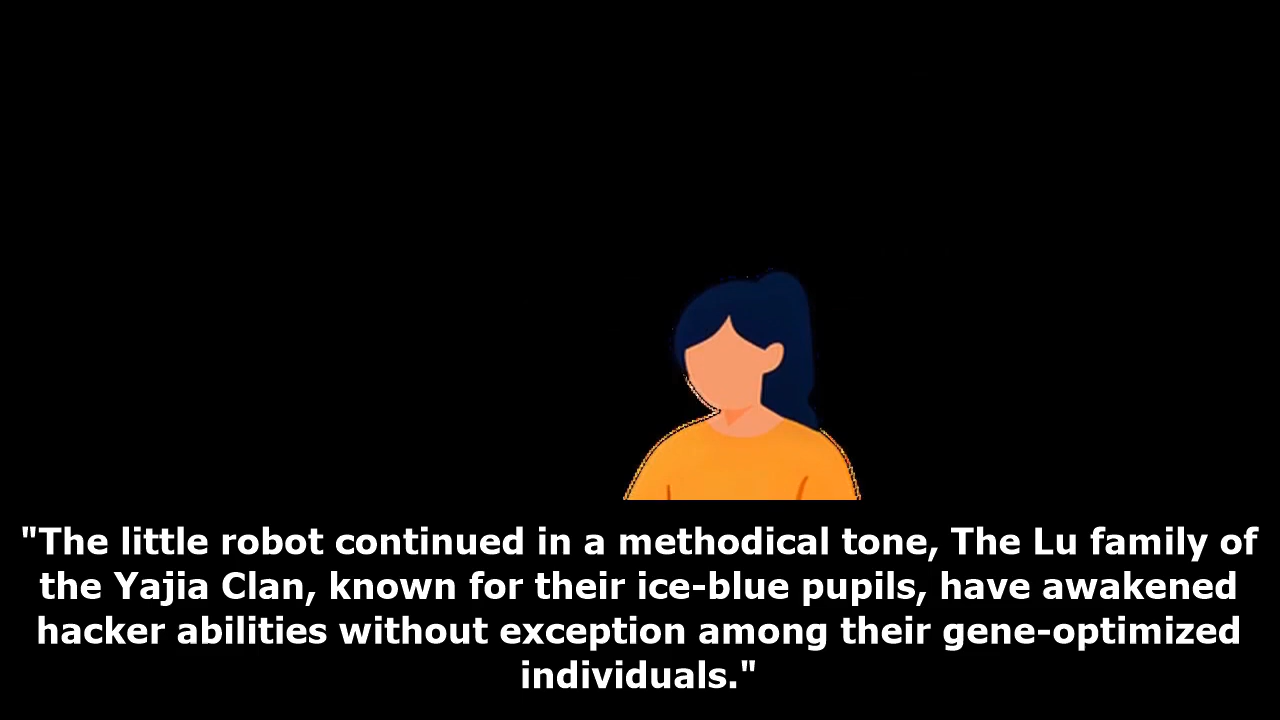 "The little robot continued in a methodical tone, The Lu family of
the Yajia Clan, known for their ice-blue pupils, have awakened
hacker abilities without exception among their gene-optimized
individuals."